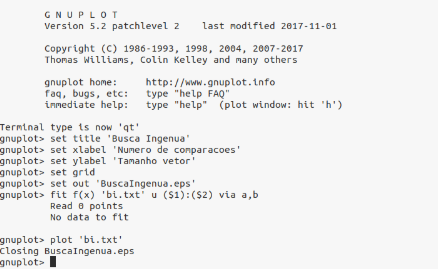 G N U P L O T
Version 5.2 patchlevel 2    last modified 2017-11-01
Copyright (C) 1986-1993, 1998, 2004, 2007-2017
Thomas Williams, Colin Kelley and many others
gnuplot home:     http://www.gnuplot.info
faq, bugs, etc:   type "help FAQ"
immediate help:   type "help"  (plot window: hit 'h')
Terminal type is now 'qt'
gnuplot> set title 'Busca Ingenua'
gnuplot> set xlabel 'Numero de comparacoes'
gnuplot> set ylabel 'Tamanho vetor'
gnuplot> set grid
gnuplot> set out 'BuscaIngenua.eps'
gnuplot> fit f(x) 'bi.txt' u ($1):($2) via a,b
Read 0 points
No data to fit
gnuplot> plot 'bi.txt'
Closing BuscaIngenua.eps
gnuplot>